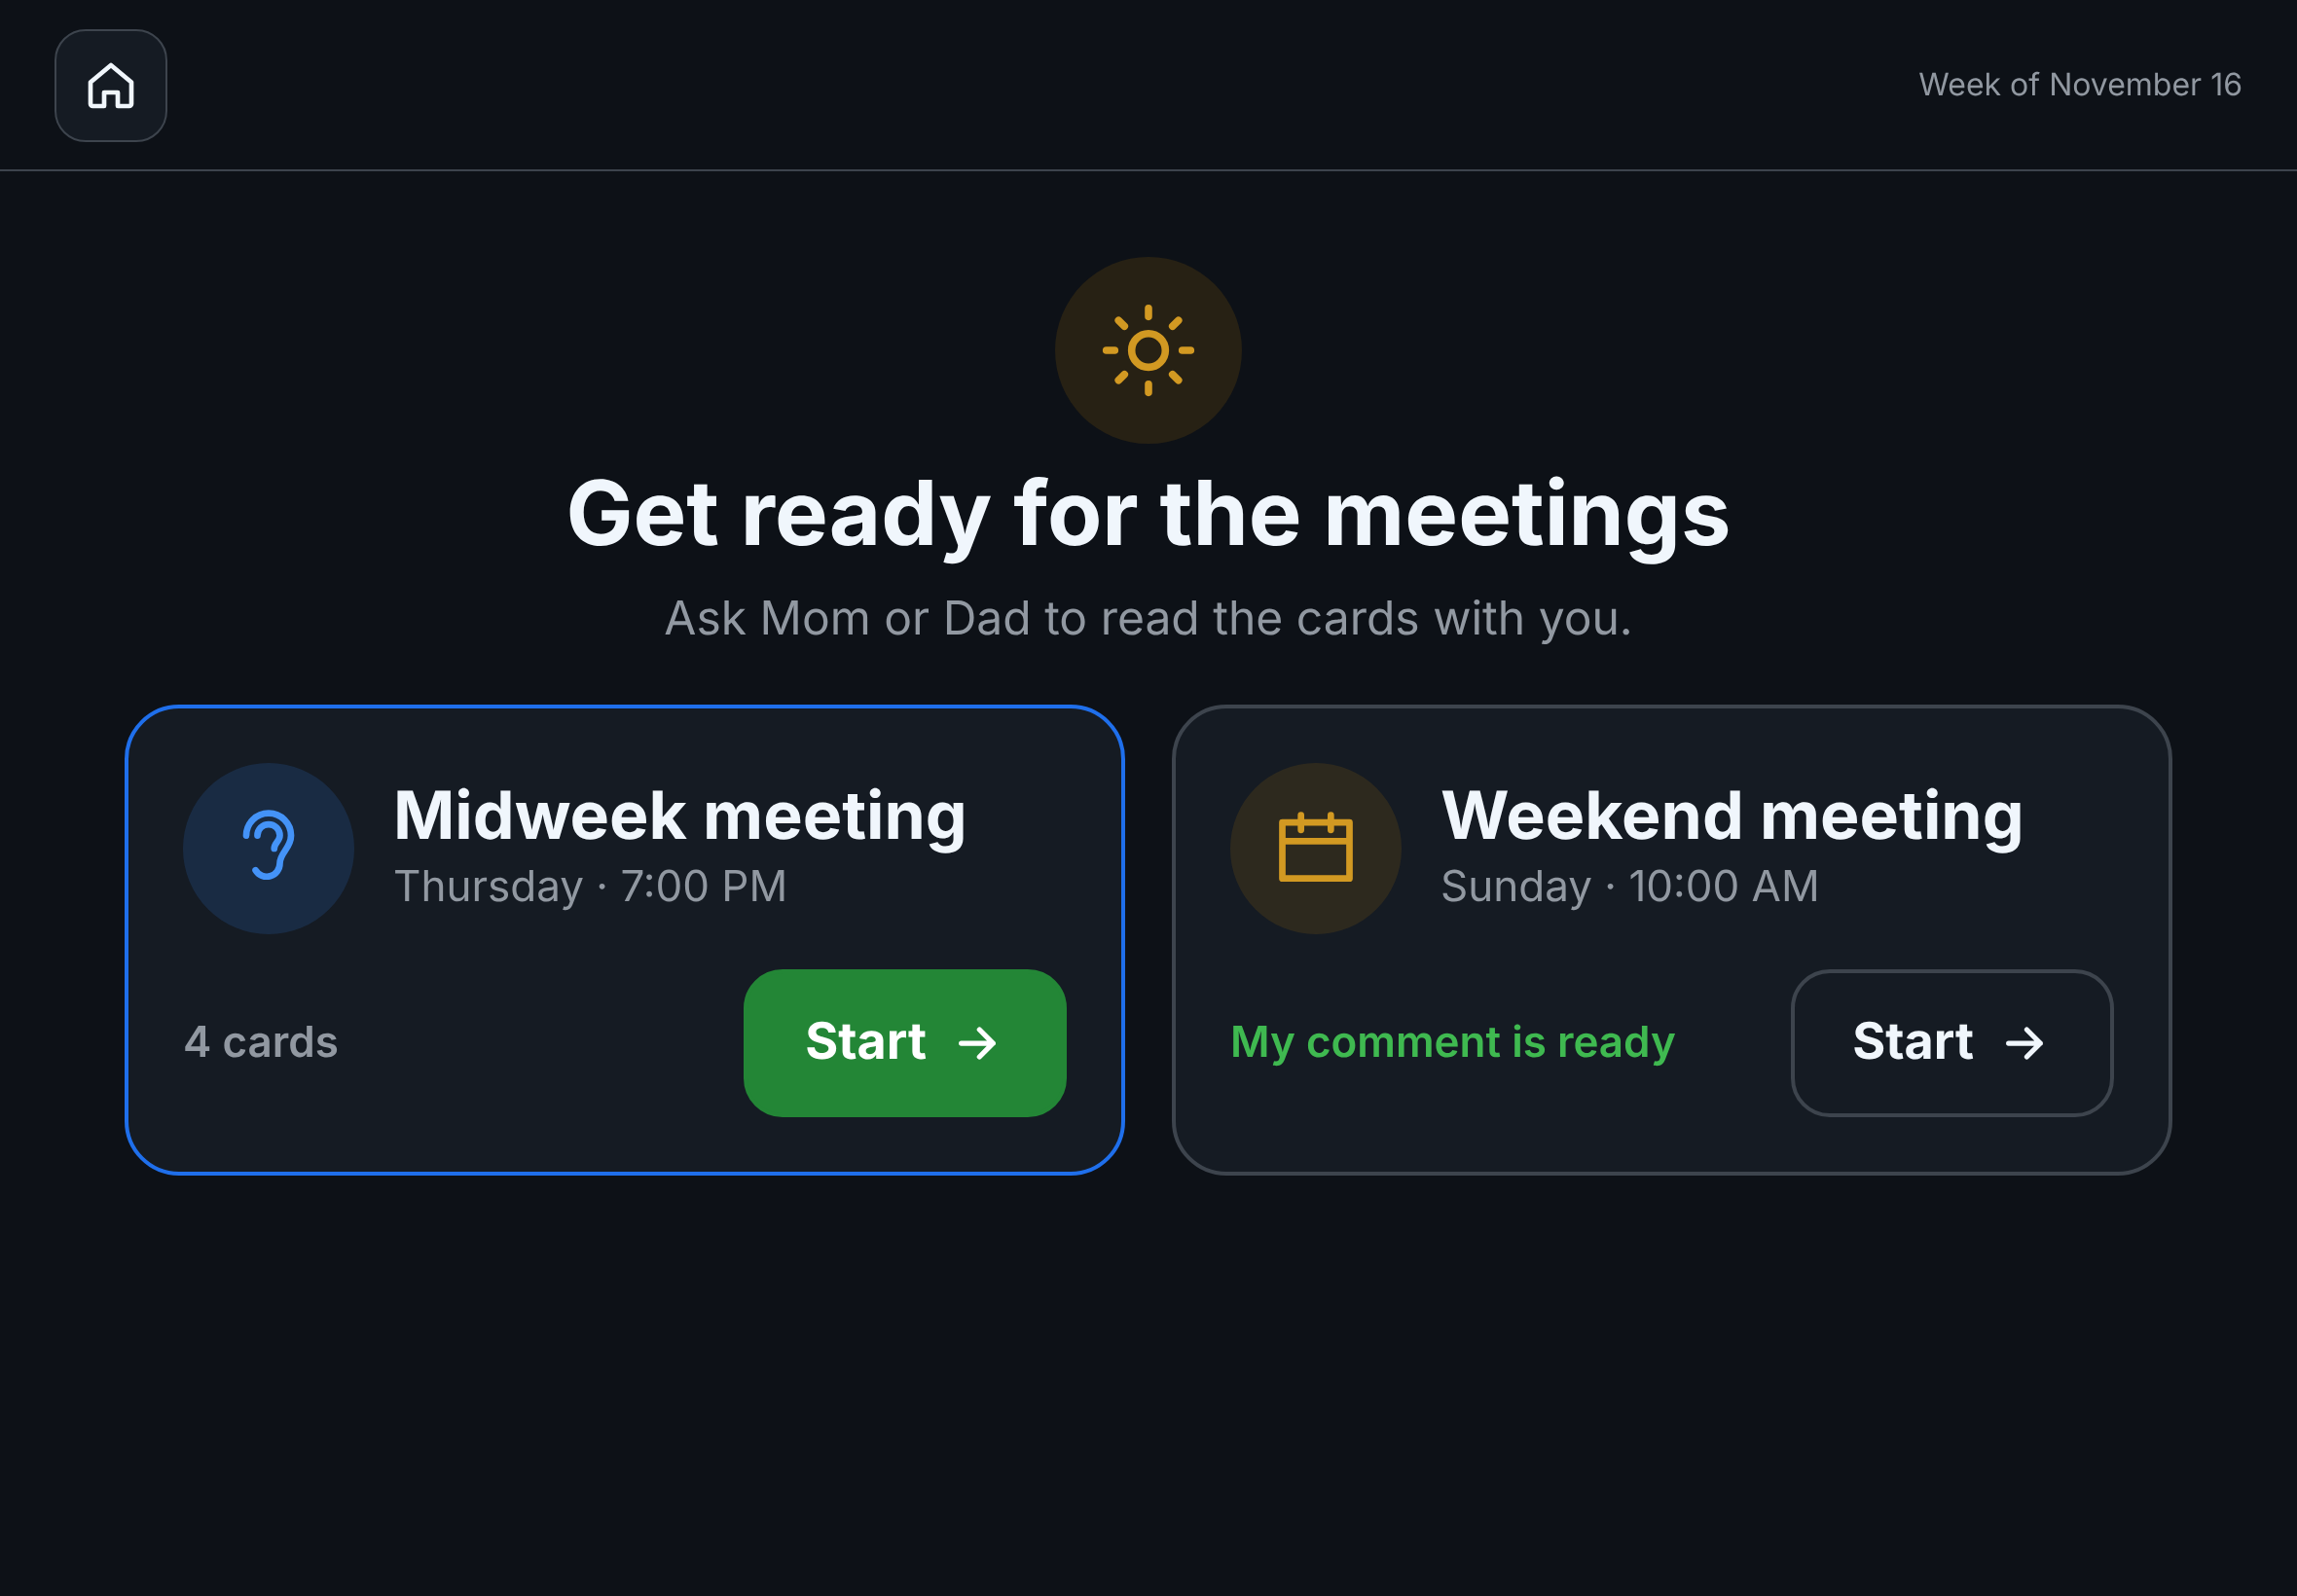 Week of November 16
Get ready for the meetings
Ask Mom or Dad to read the cards with you.
Midweek meeting
Thursday · 7:00 PM
4 cards
Start →
Weekend meeting
Sunday · 10:00 AM
My comment is ready
Start →